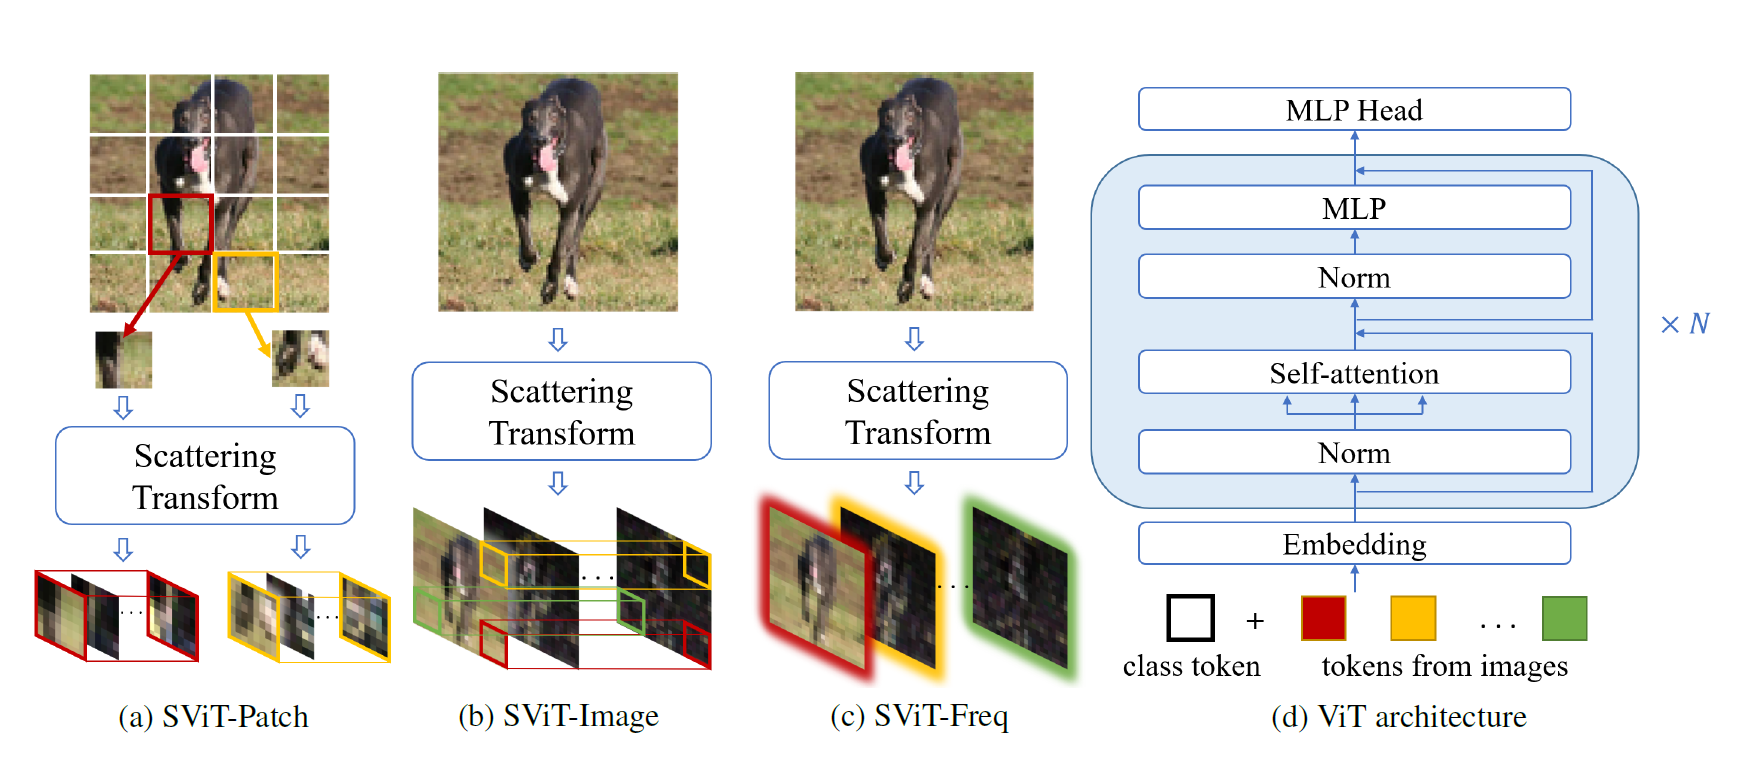 Scattering
Transform
. . .
. . .
(a) SViT-Patch
Scattering
Transform
. . .
(b) SViT-Image
Scattering
Transform
. . .
(c) SViT-Freq
MLP Head
MLP
Norm
Self-attention
Norm
× N
Embedding
+ . . .
class token tokens from images
(d) ViT architecture